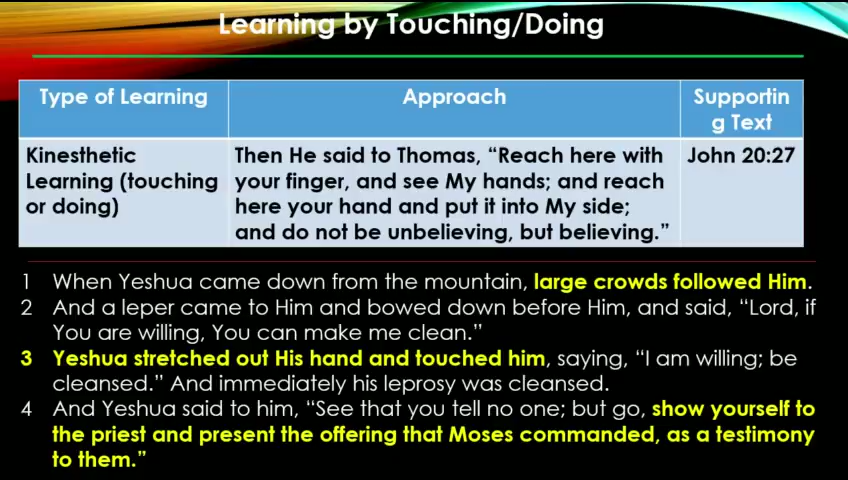 Learning by Touching/Doing
Type of Learning
Approach
Supportin
g Text
Kinesthetic
Learning (touching
or doing)
Then He said to Thomas, “Reach here with
your finger, and see My hands; and reach
here your hand and put it into My side;
and do not be unbelieving, but believing.”
John 20:27
1 When Yeshua came down from the mountain, large crowds followed Him.
2 And a leper came to Him and bowed down before Him, and said, “Lord, if
You are willing, You can make me clean.”
3 Yeshua stretched out His hand and touched him, saying, “I am willing; be
cleansed.” And immediately his leprosy was cleansed.
4 And Yeshua said to him, “See that you tell no one; but go, show yourself to
the priest and present the offering that Moses commanded, as a testimony
to them.”